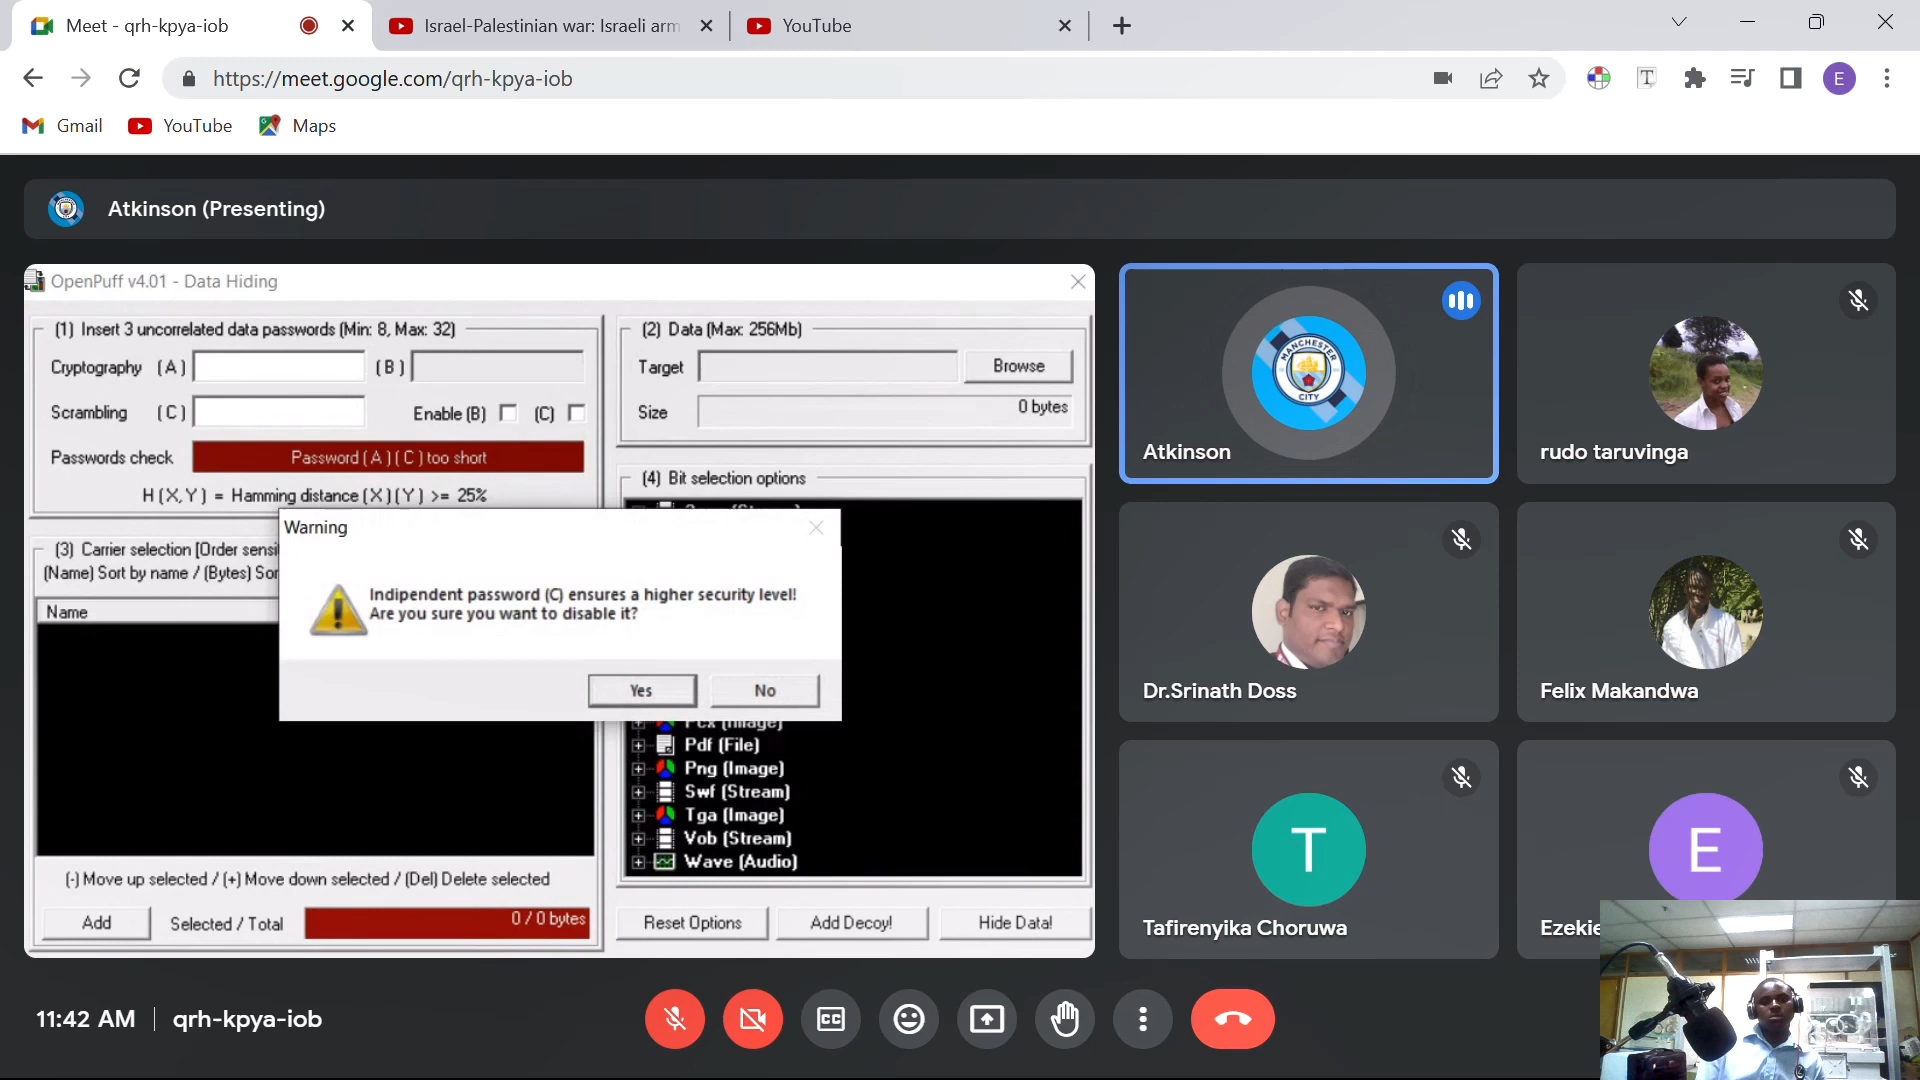 Meet - qrh-kpya-iob
Israel-Palestinian war: Israeli arm
YouTube
https://meet.google.com/qrh-kpya-iob
T
E
Gmail
YouTube
Maps
Atkinson (Presenting)
OpenPuff v4.01 - Data Hiding
(1) Insert 3 uncorrelated data passwords (Min: 8, Max: 32)
Cryptography (A)
(B)
Scrambling (C)
Enable (B)
(C)
Passwords check
Password (A) (C) too short
H (X,Y) = Hamming distance (X)(Y) >= 25%
(2) Data (Max: 256Mb)
Target
Browse
Size
0 bytes
(3) Carrier selection [Order sensi
(Name) Sort by name / (Bytes) Sor
Name
(4) Bit selection options
Warning
Indipendent password (C) ensures a higher security level!
Are you sure you want to disable it?
Yes
No
Pcx (Image)
Pdf (File)
Png (Image)
Swf (Stream)
Tga (Image)
Vob (Stream)
Wave (Audio)
(-) Move up selected / (+) Move down selected / (Del) Delete selected
Add
Selected / Total
0 / 0 bytes
Reset Options
Add Decoy!
Hide Data!
MANCHESTER
CITY
Atkinson
rudo taruvinga
Dr.Srinath Doss
Felix Makandwa
T
Tafirenyika Choruwa
E
Ezekie
11:42 AM
qrh-kpya-iob
CC